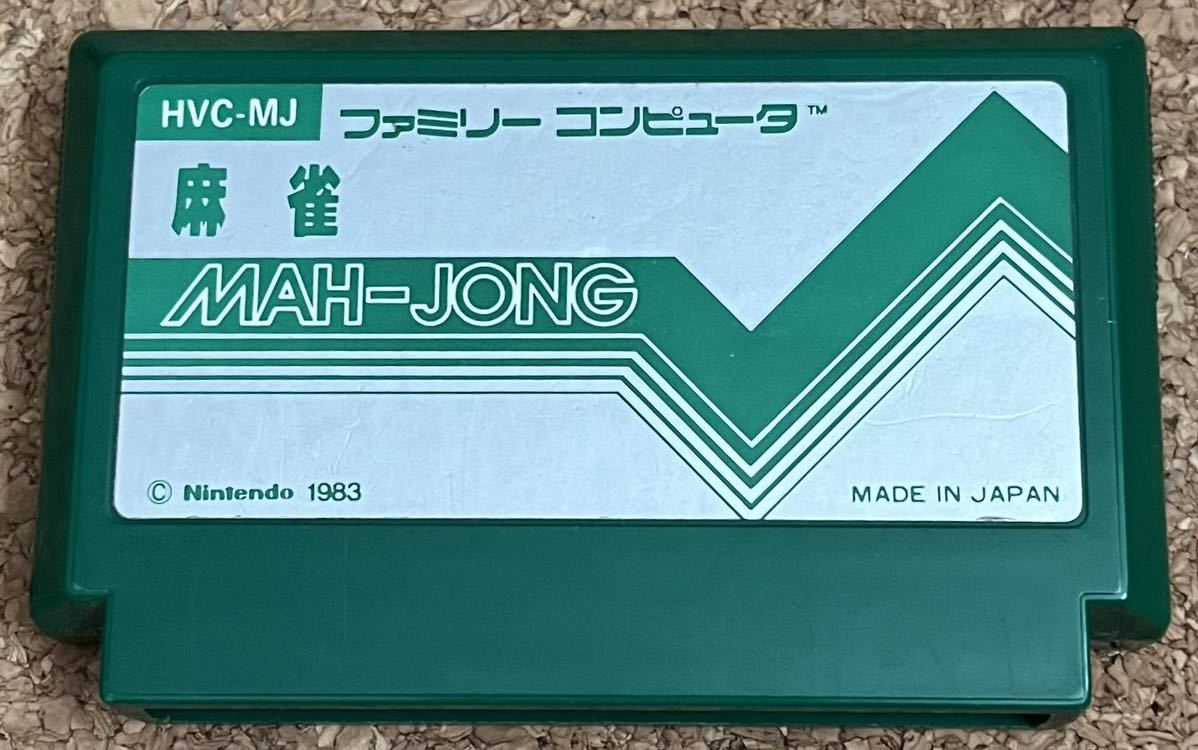 HVC-MJ ファミリー コンピュータ™
麻雀
MAH-JONG
© Nintendo 1983
MADE IN JAPAN